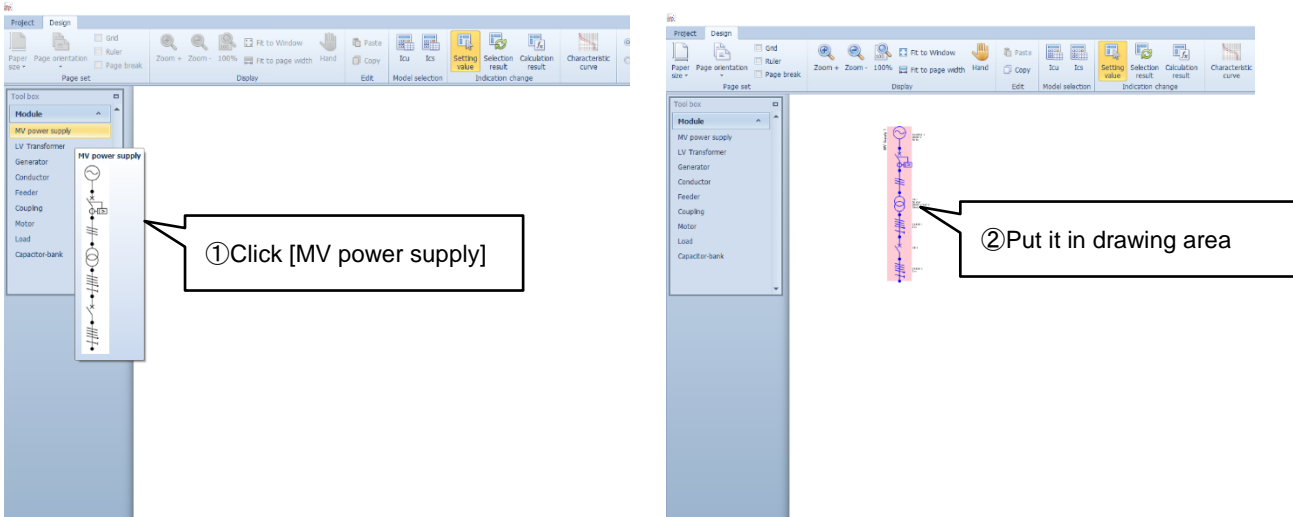 Project Design
Grid
Ruler
Page break
Paper size
Page orientation
Page set
Zoom + Zoom - 100%
Fit to Window
Fit to page width
Hand
Display
Paste
Copy
Edit
Icu Ics
Model selection
Setting value
Selection result
Calculation result
Indication change
Characteristic curve
Tool box
Module
MV power supply
LV Transformer
Generator
Conductor
Feeder
Coupling
Motor
Load
Capacitor-bank
MV power supply
①Click [MV power supply]
Project Design
Grid
Ruler
Page break
Paper size
Page orientation
Page set
Zoom + Zoom - 100%
Fit to Window
Fit to page width
Hand
Display
Paste
Copy
Edit
Icu Ics
Model selection
Setting value
Selection result
Calculation result
Indication change
Characteristic curve
Tool box
Module
MV power supply
LV Transformer
Generator
Conductor
Feeder
Coupling
Motor
Load
Capacitor-bank
②Put it in drawing area